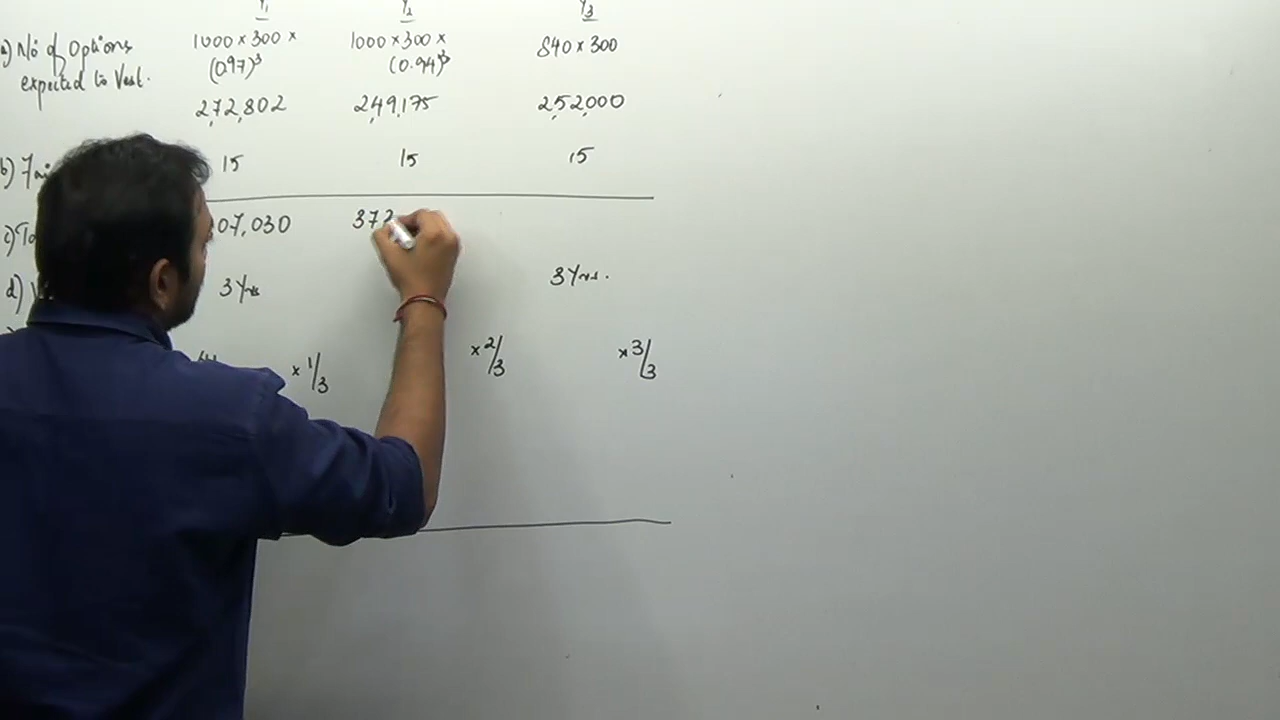 Y1 Y2 Y3
a) No of Options 1000 × 300 × 1000 × 300 × 840 × 300
expected to Vest. (0.97)³ (0.94)³
272,802 249,175 252,000
b) 15 15 15
c) 07,030 37
d) 3 Yrs 3 Yrs.
× 1/3 × 2/3 × 3/3